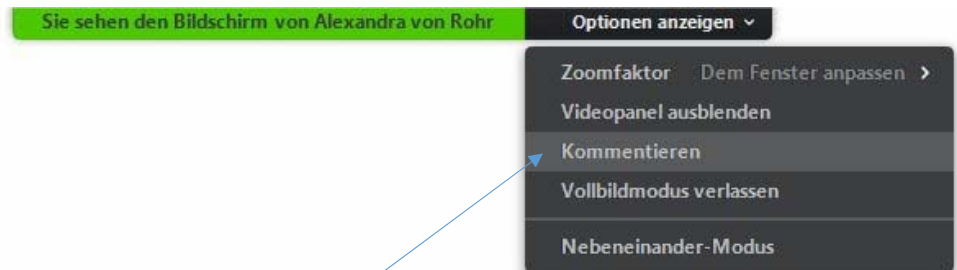 Sie sehen den Bildschirm von Alexandra von Rohr Optionen anzeigen
Zoomfaktor Dem Fenster anpassen
Videopanel ausblenden
Kommentieren
Vollbildmodus verlassen
Nebeneinander-Modus